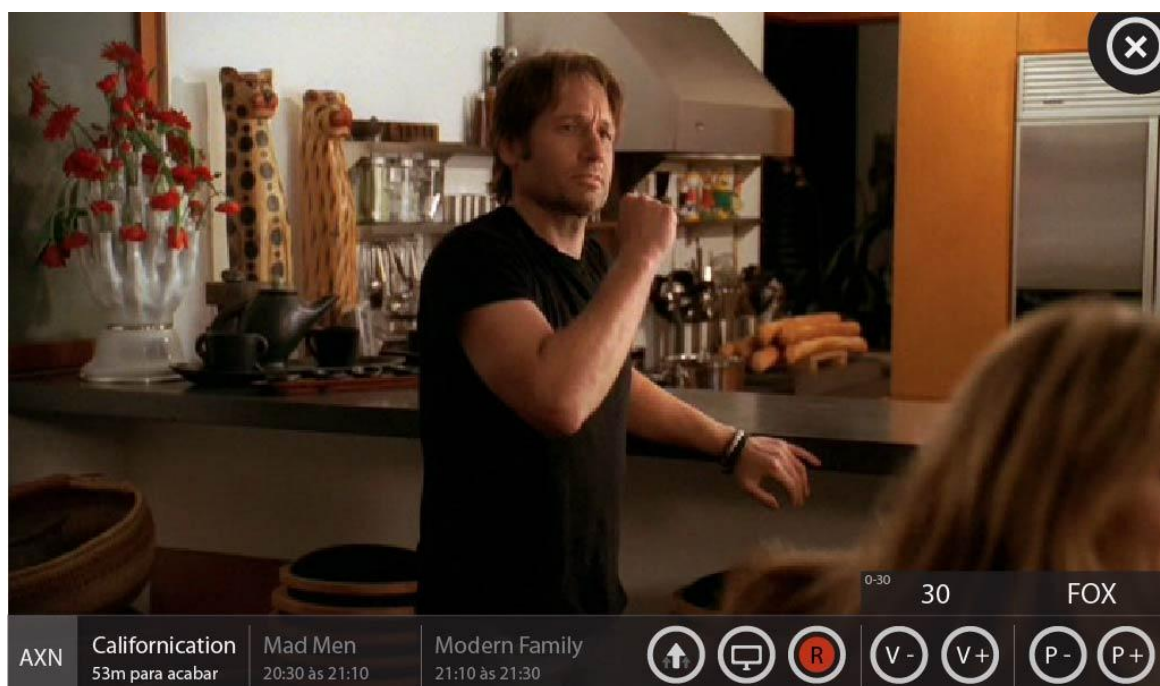 0-30
30 FOX
AXN Californication Mad Men Modern Family
53m para acabar 20:30 às 21:10 21:10 às 21:30
R V - V+ P - P+